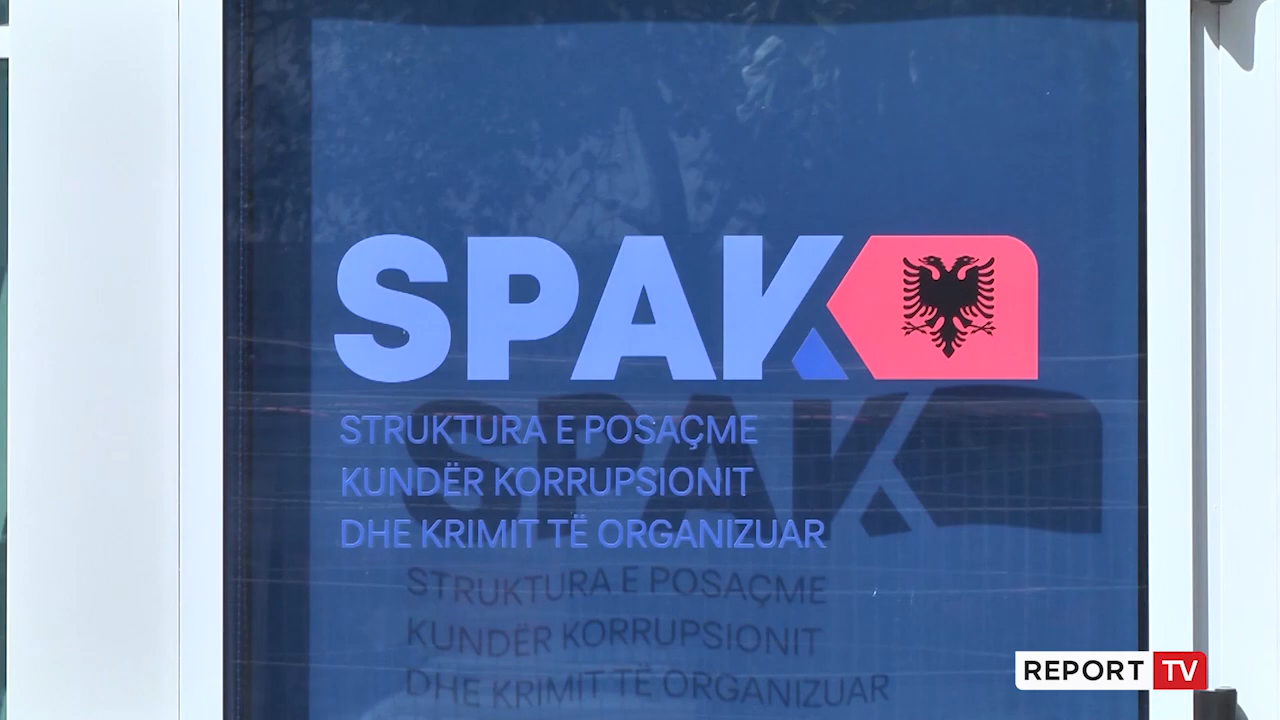 SPAK
STRUKTURA E POSAÇME
KUNDËR KORRUPSIONIT
DHE KRIMIT TË ORGANIZUAR
SPAK
STRUKTURA E POSAÇME
KUNDËR KORRUPSIONIT
DHE KRIMIT TË ORGANIZUAR
REPORT TV